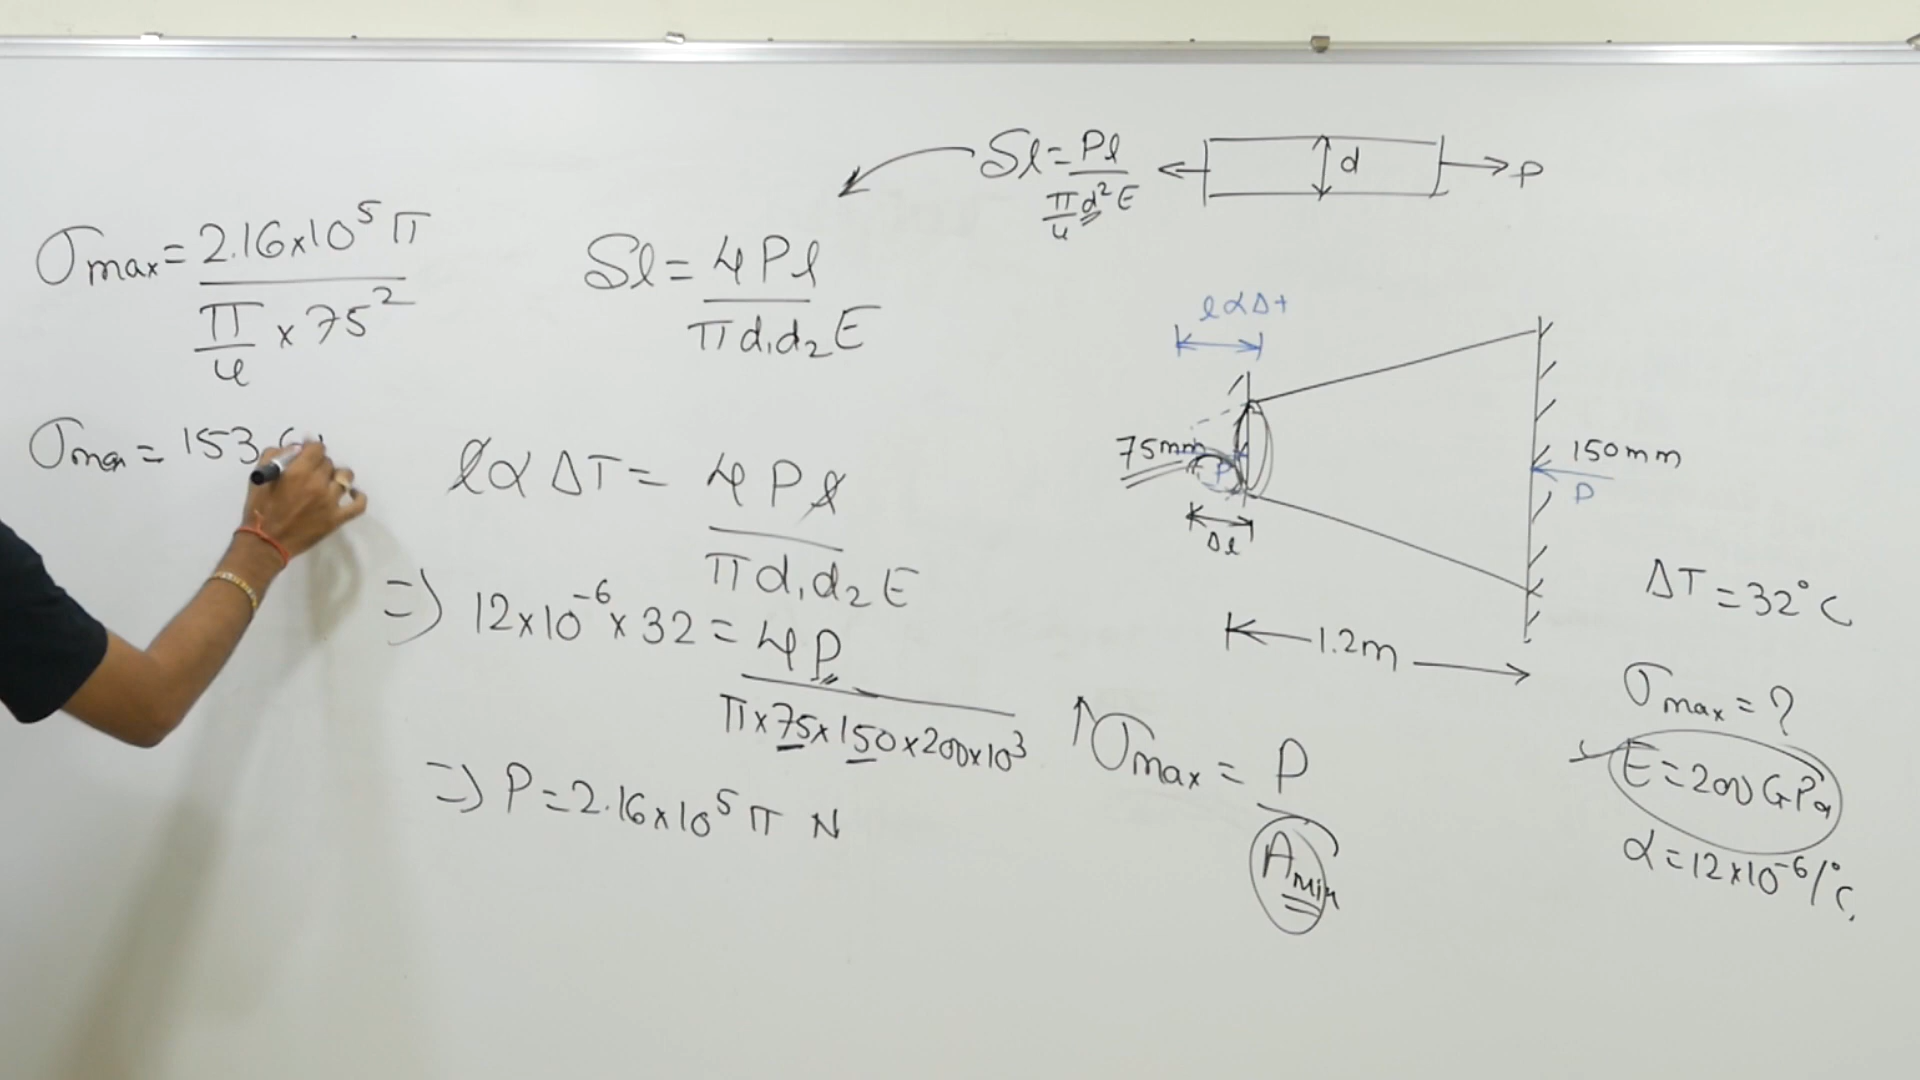 σmax = 2.16×10⁵ π
π/4 × 75²
σmax = 153.6
δl = 4Pl
πd₁d₂E
lαΔT = 4Pl
πd₁d₂E
=> 12×10⁻⁶×32 = 4P
π×75×150×200×10³
=> P = 2.16×10⁵ π N
δl = Pl
π/4 d² E
d
P
lαΔt
75mm
P
Δl
150mm
P
1.2m
σmax = P
Amin
ΔT = 32°C
σmax = ?
E = 200 GPa
α = 12×10⁻⁶/°C